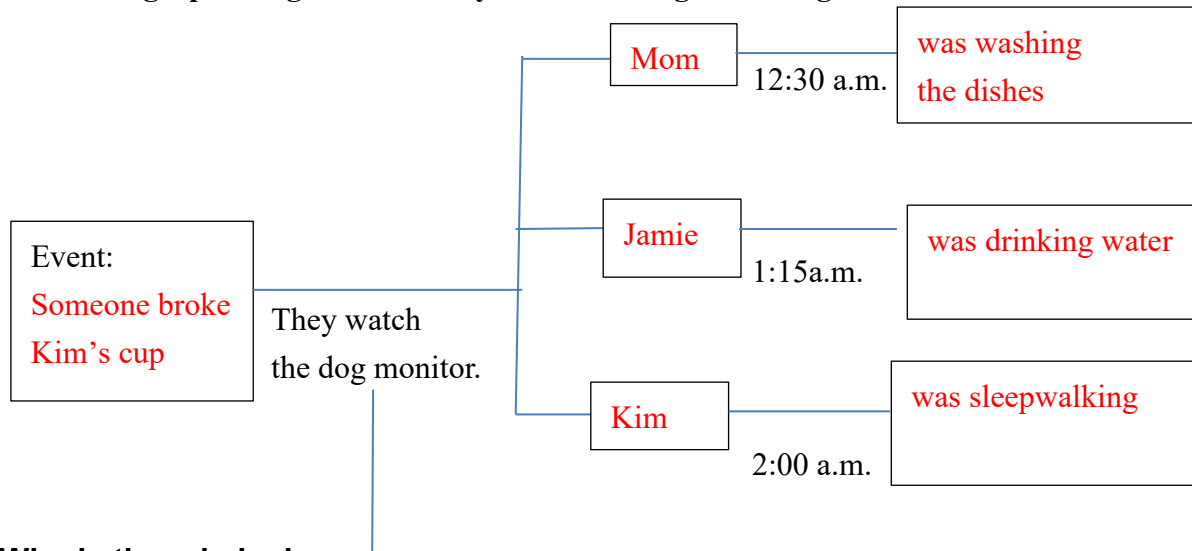 Mom
12:30 a.m.
was washing
the dishes
Jamie
1:15a.m.
was drinking water
Event:
Someone broke
Kim’s cup
They watch
the dog monitor.
Kim
2:00 a.m.
was sleepwalking